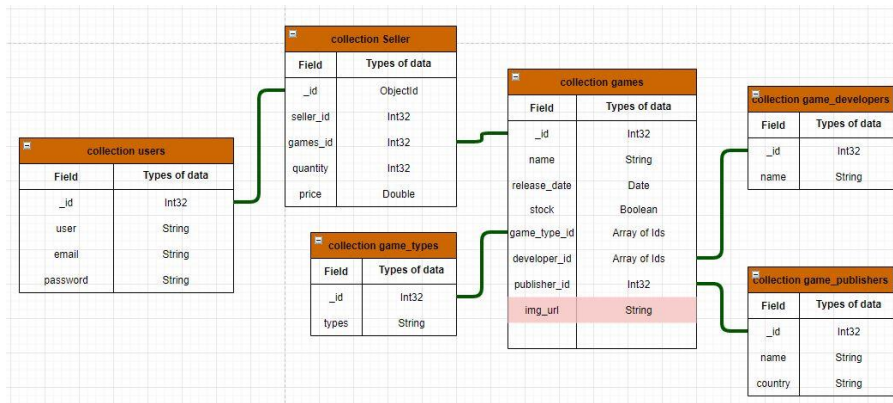 collection Seller
Field Types of data
_id ObjectId
seller_id Int32
games_id Int32
quantity Int32
price Double
collection users
Field Types of data
_id Int32
user String
email String
password String
collection game_types
Field Types of data
_id Int32
types String
collection games
Field Types of data
_id Int32
name String
release_date Date
stock Boolean
game_type_id Array of Ids
developer_id Array of Ids
publisher_id Int32
img_url String
collection game_developers
Field Types of data
_id Int32
name String
collection game_publishers
Field Types of data
_id Int32
name String
country String